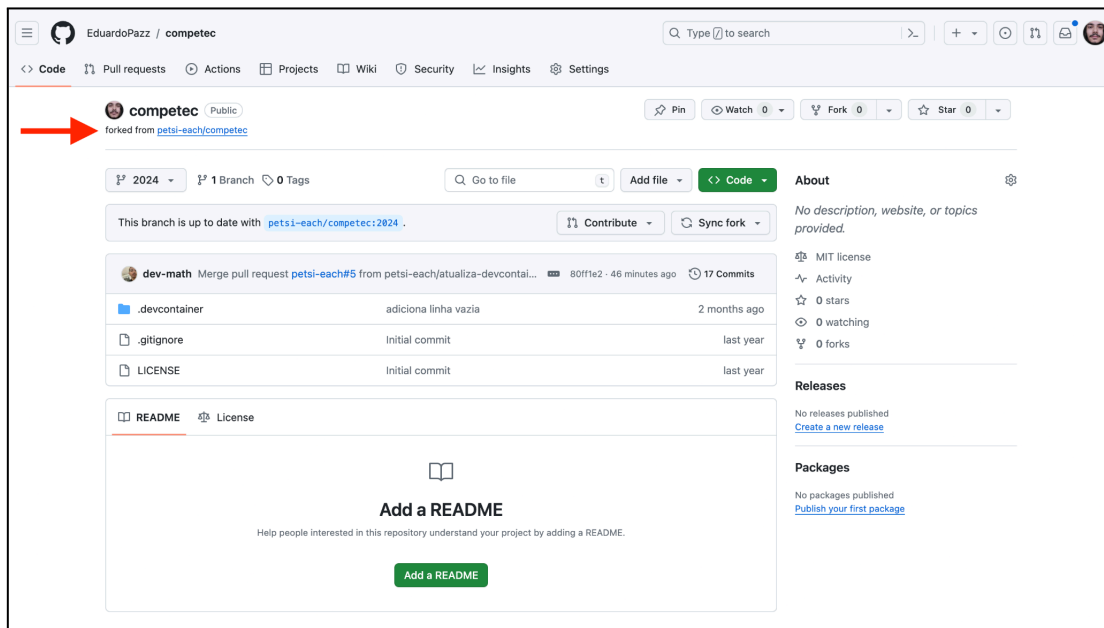 EduardoPazz / competec
Type / to search
Code Pull requests Actions Projects Wiki Security Insights Settings
competec Public
Pin Watch 0 Fork 0 Star 0
forked from petsi-each/competec
2024 1 Branch 0 Tags Go to file t Add file Code
This branch is up to date with petsi-each/competec:2024 . Contribute Sync fork
dev-math Merge pull request petsi-each#5 from petsi-each/atualiza-devcontai... 80ff1e2 · 46 minutes ago 17 Commits
.devcontainer adiciona linha vazia 2 months ago
.gitignore Initial commit last year
LICENSE Initial commit last year
README License
Add a README
Help people interested in this repository understand your project by adding a README.
Add a README
About
No description, website, or topics
provided.
MIT license
Activity
0 stars
0 watching
0 forks
Releases
No releases published
Create a new release
Packages
No packages published
Publish your first package